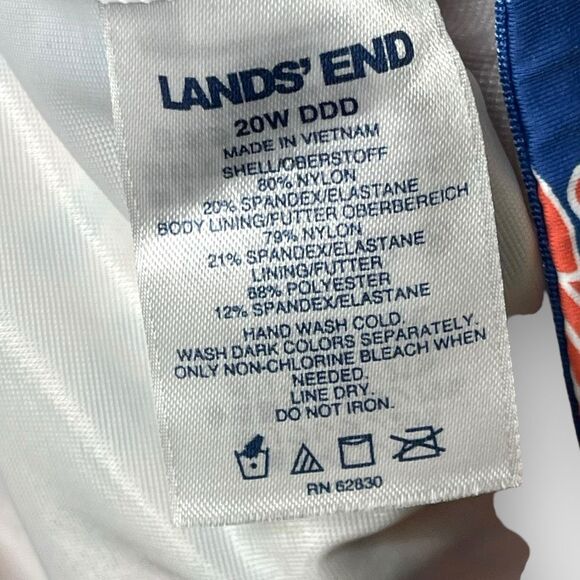 LANDS' END
20W DDD
MADE IN VIETNAM
SHELL/OBERSTOFF
80% NYLON
20% SPANDEX/ELASTANE
BODY LINING/FUTTER OBERBEREICH
79% NYLON
21% SPANDEX/ELASTANE
LINING/FUTTER
88% POLYESTER
12% SPANDEX/ELASTANE
HAND WASH COLD.
WASH DARK COLORS SEPARATELY.
ONLY NON-CHLORINE BLEACH WHEN
NEEDED.
LINE DRY.
DO NOT IRON.
RN 62830